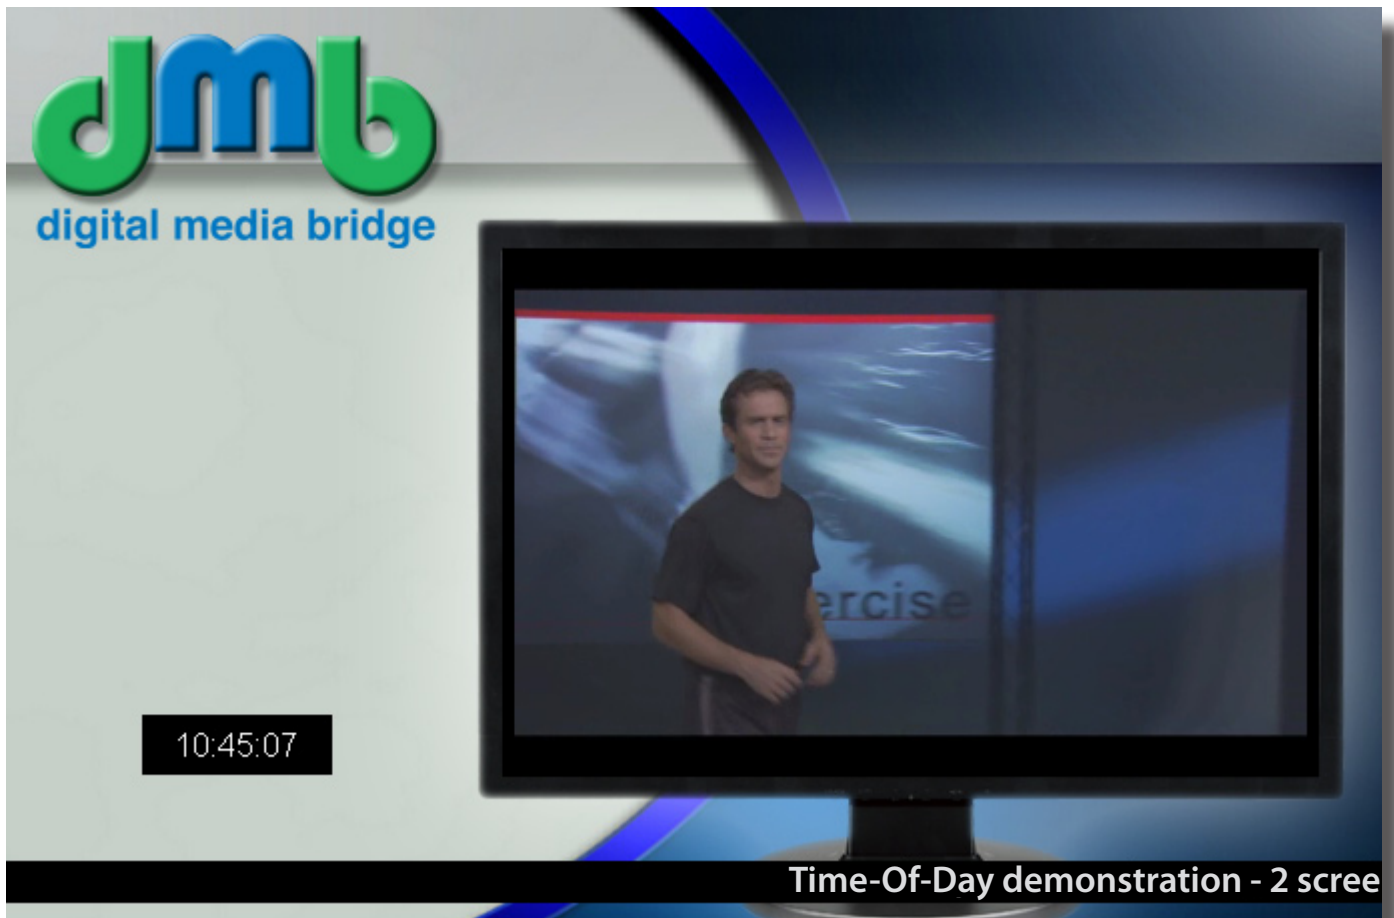 dmb
digital media bridge
ercise
10:45:07
Time-Of-Day demonstration - 2 scree